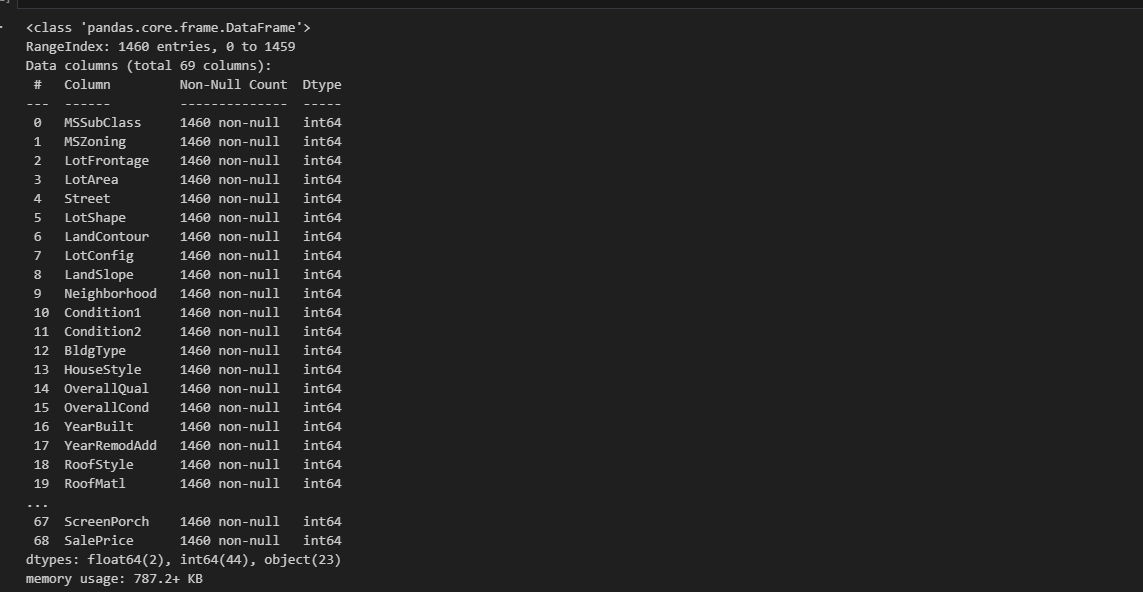 <class 'pandas.core.frame.DataFrame'>
RangeIndex: 1460 entries, 0 to 1459
Data columns (total 69 columns):
 #   Column         Non-Null Count  Dtype
---  ------         --------------  -----
 0   MSSubClass     1460 non-null   int64
 1   MSZoning       1460 non-null   int64
 2   LotFrontage    1460 non-null   int64
 3   LotArea        1460 non-null   int64
 4   Street         1460 non-null   int64
 5   LotShape       1460 non-null   int64
 6   LandContour    1460 non-null   int64
 7   LotConfig      1460 non-null   int64
 8   LandSlope      1460 non-null   int64
 9   Neighborhood   1460 non-null   int64
 10  Condition1     1460 non-null   int64
 11  Condition2     1460 non-null   int64
 12  BldgType       1460 non-null   int64
 13  HouseStyle     1460 non-null   int64
 14  OverallQual    1460 non-null   int64
 15  OverallCond    1460 non-null   int64
 16  YearBuilt      1460 non-null   int64
 17  YearRemodAdd   1460 non-null   int64
 18  RoofStyle      1460 non-null   int64
 19  RoofMatl       1460 non-null   int64
...
 67  ScreenPorch    1460 non-null   int64
 68  SalePrice      1460 non-null   int64
dtypes: float64(2), int64(44), object(23)
memory usage: 787.2+ KB